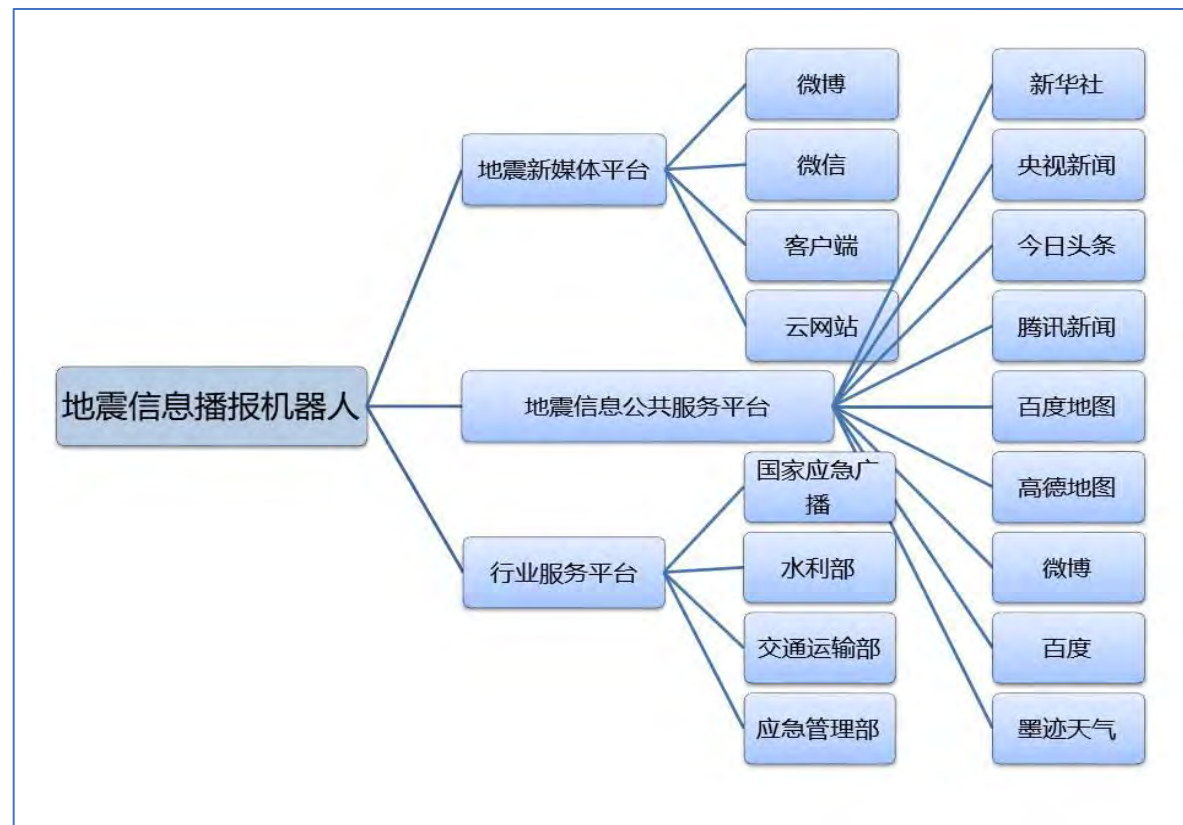 地震信息播报机器人
地震新媒体平台
微博
微信
客户端
云网站
地震信息公共服务平台
新华社
央视新闻
今日头条
腾讯新闻
百度地图
高德地图
微博
百度
墨迹天气
行业服务平台
国家应急广
播
水利部
交通运输部
应急管理部